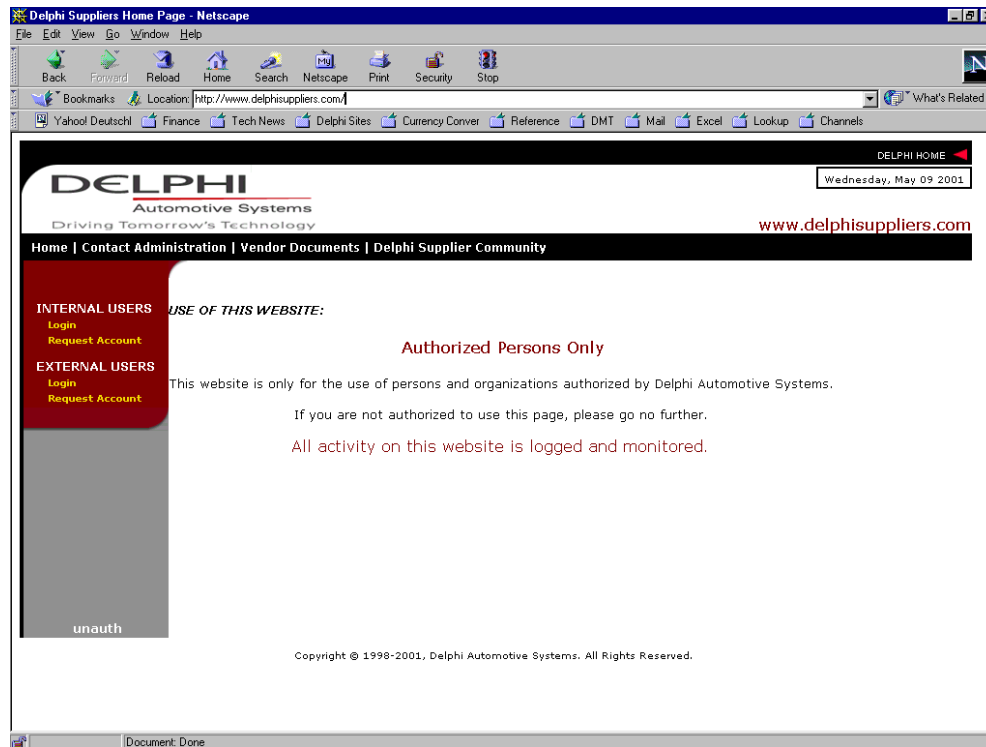 Delphi Suppliers Home Page - Netscape
File Edit View Go Window Help
Back Forward Reload Home Search Netscape Print Security Stop
My
N
Bookmarks Location: http://www.delphisuppliers.com/ What's Related
Yahoo! Deutschl Finance Tech News Delphi Sites Currency Conver Reference DMT Mail Excel Lookup Channels
DELPHI HOME
Wednesday, May 09 2001
DELPHI
Automotive Systems
Driving Tomorrow's Technology
www.delphisuppliers.com
Home | Contact Administration | Vendor Documents | Delphi Supplier Community
INTERNAL USERS
Login
Request Account
EXTERNAL USERS
Login
Request Account
unauth
USE OF THIS WEBSITE:
Authorized Persons Only
This website is only for the use of persons and organizations authorized by Delphi Automotive Systems.
If you are not authorized to use this page, please go no further.
All activity on this website is logged and monitored.
Copyright © 1998-2001, Delphi Automotive Systems. All Rights Reserved.
Document: Done